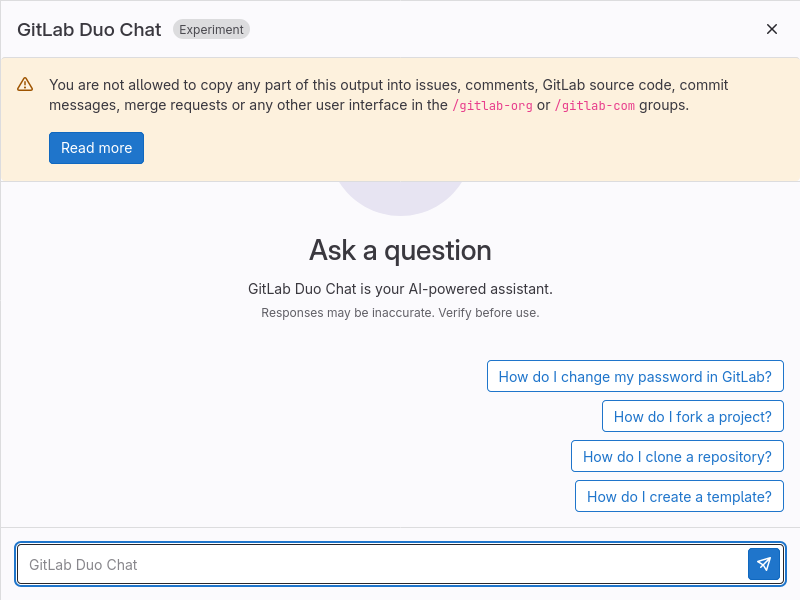 GitLab Duo Chat Experiment
You are not allowed to copy any part of this output into issues, comments, GitLab source code, commit
messages, merge requests or any other user interface in the /gitlab-org or /gitlab-com groups.
Read more
Ask a question
GitLab Duo Chat is your AI-powered assistant.
Responses may be inaccurate. Verify before use.
How do I change my password in GitLab?
How do I fork a project?
How do I clone a repository?
How do I create a template?
GitLab Duo Chat